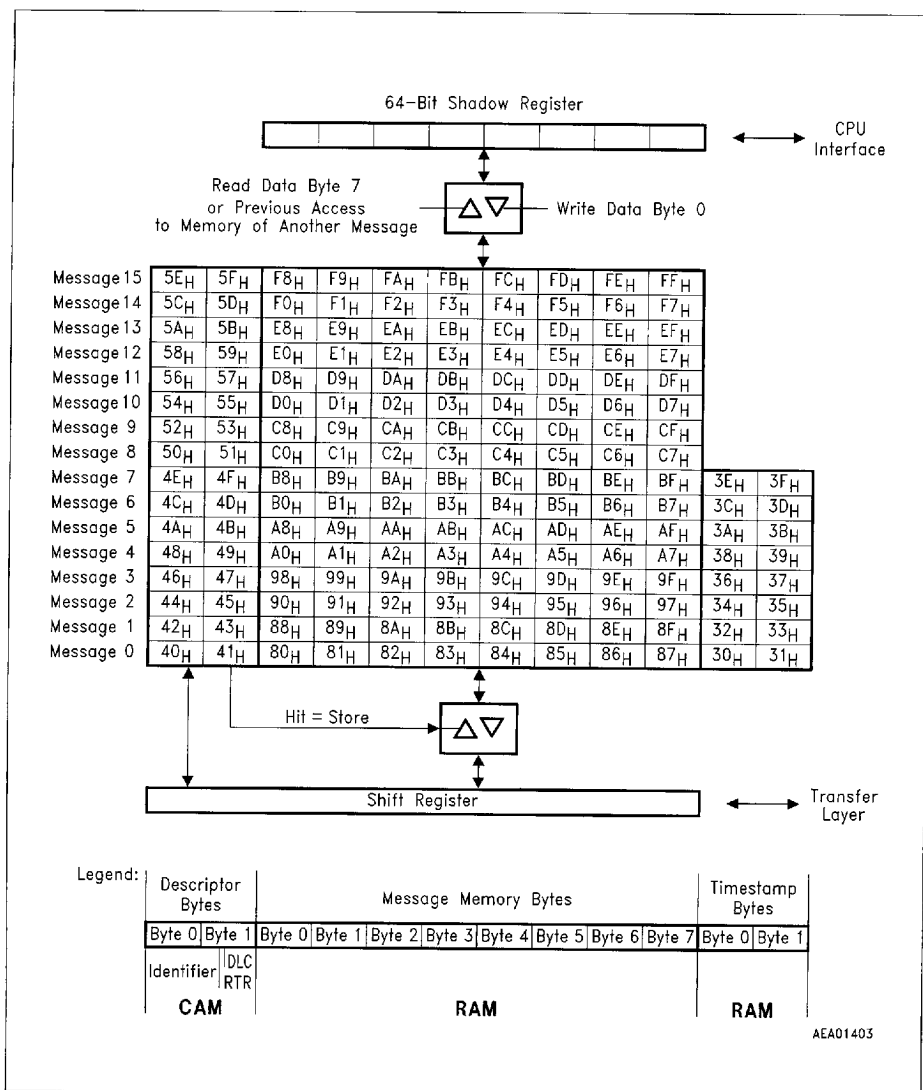 64-Bit Shadow Register
CPU
Interface
Read Data Byte 7
or Previous Access
to Memory of Another Message
Write Data Byte 0
Message 15 5EH 5FH F8H F9H FAH FBH FCH FDH FEH FFH
Message 14 5CH 5DH F0H F1H F2H F3H F4H F5H F6H F7H
Message 13 5AH 5BH E8H E9H EAH EBH ECH EDH EEH EFH
Message 12 58H 59H E0H E1H E2H E3H E4H E5H E6H E7H
Message 11 56H 57H D8H D9H DAH DBH DCH DDH DEH DFH
Message 10 54H 55H D0H D1H D2H D3H D4H D5H D6H D7H
Message 9 52H 53H C8H C9H CAH CBH CCH CDH CEH CFH
Message 8 50H 51H C0H C1H C2H C3H C4H C5H C6H C7H
Message 7 4EH 4FH B8H B9H BAH BBH BCH BDH BEH BFH 3EH 3FH
Message 6 4CH 4DH B0H B1H B2H B3H B4H B5H B6H B7H 3CH 3DH
Message 5 4AH 4BH A8H A9H AAH ABH ACH ADH AEH AFH 3AH 3BH
Message 4 48H 49H A0H A1H A2H A3H A4H A5H A6H A7H 38H 39H
Message 3 46H 47H 98H 99H 9AH 9BH 9CH 9DH 9EH 9FH 36H 37H
Message 2 44H 45H 90H 91H 92H 93H 94H 95H 96H 97H 34H 35H
Message 1 42H 43H 88H 89H 8AH 8BH 8CH 8DH 8EH 8FH 32H 33H
Message 0 40H 41H 80H 81H 82H 83H 84H 85H 86H 87H 30H 31H
Hit = Store
Shift Register
Transfer
Layer
Legend:
Descriptor
Bytes
Message Memory Bytes
Timestamp
Bytes
Byte 0 Byte 1 Byte 0 Byte 1 Byte 2 Byte 3 Byte 4 Byte 5 Byte 6 Byte 7 Byte 0 Byte 1
Identifier DLC
RTR
CAM RAM RAM
AEA01403